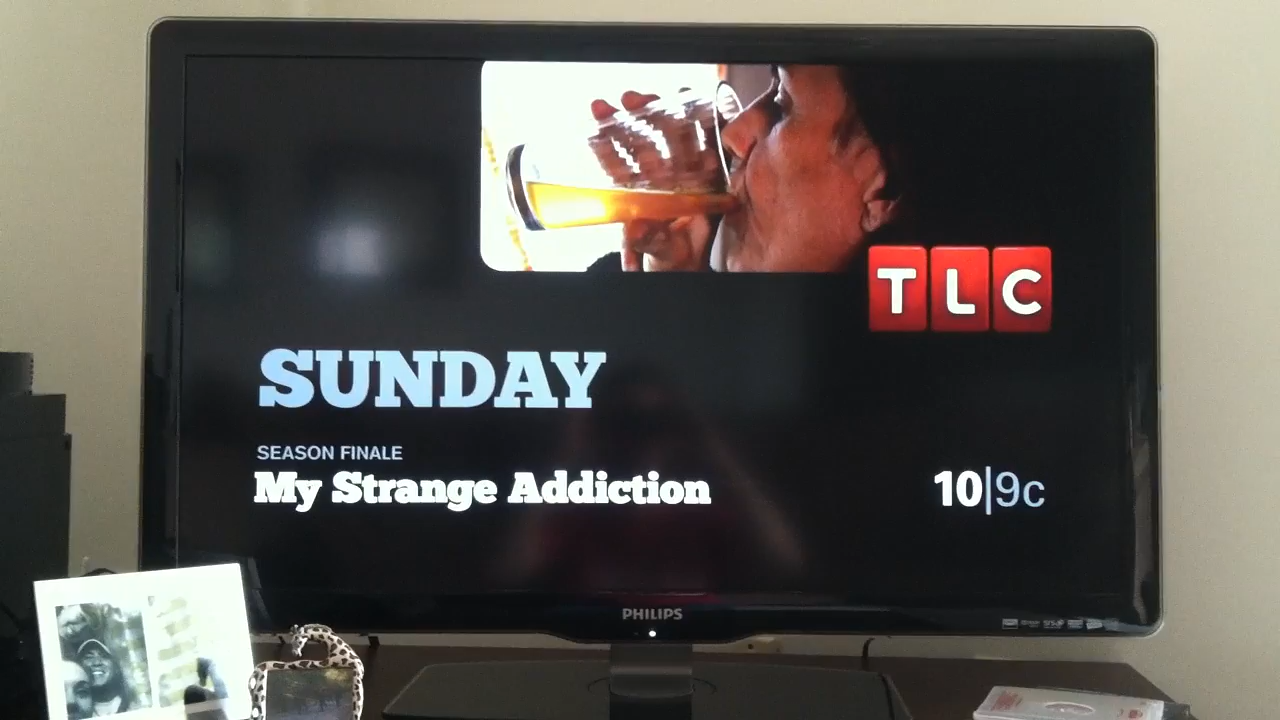 TLC
SUNDAY
SEASON FINALE
My Strange Addiction
10|9c
PHILIPS